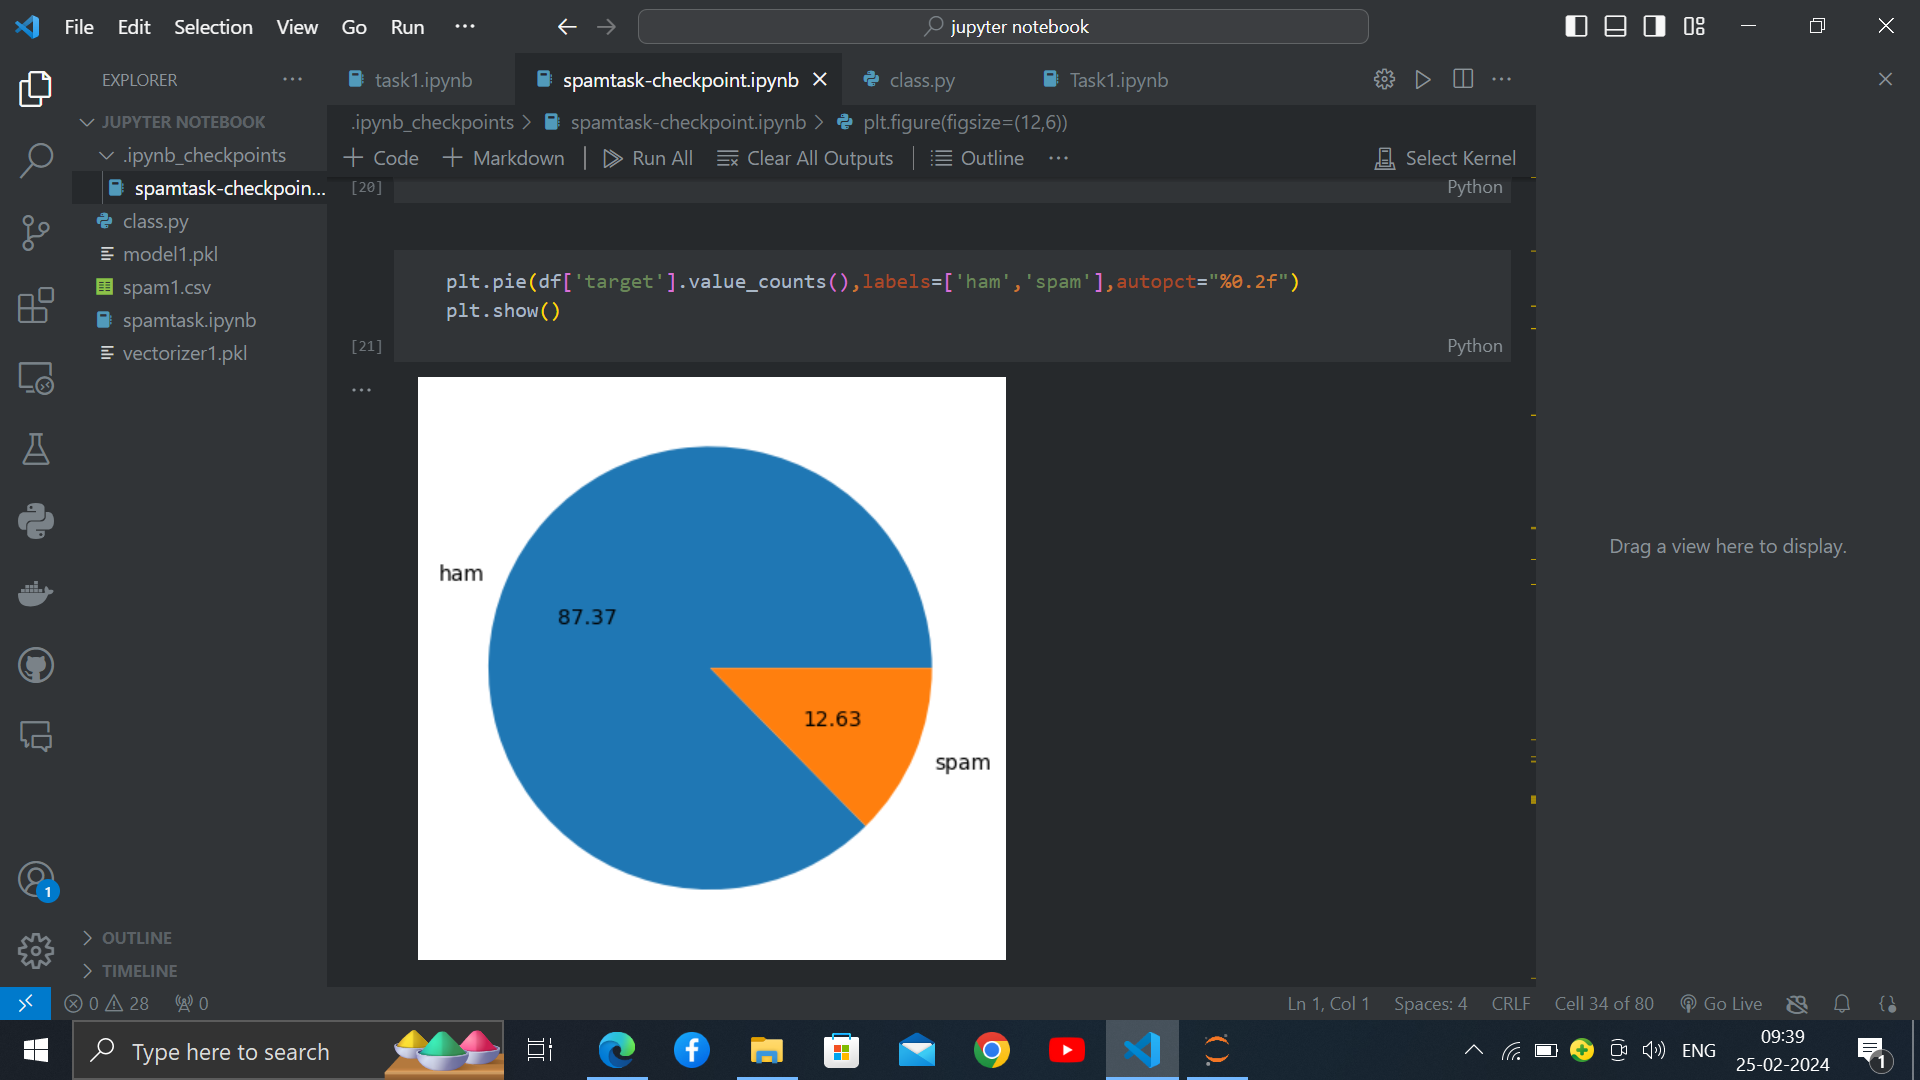 File Edit Selection View Go Run ···
jupyter notebook
EXPLORER ···
task1.ipynb spamtask-checkpoint.ipynb class.py Task1.ipynb
JUPYTER NOTEBOOK
.ipynb_checkpoints
spamtask-checkpoin...
class.py
model1.pkl
spam1.csv
spamtask.ipynb
vectorizer1.pkl
OUTLINE
TIMELINE
.ipynb_checkpoints > spamtask-checkpoint.ipynb > plt.figure(figsize=(12,6))
+ Code + Markdown Run All Clear All Outputs Outline ··· Select Kernel
[20] Python
plt.pie(df['target'].value_counts(),labels=['ham','spam'],autopct="%0.2f")
plt.show()
[21] Python
...
ham
87.37
12.63
spam
Drag a view here to display.
1
0 28 0
Ln 1, Col 1 Spaces: 4 CRLF Cell 34 of 80 Go Live
Type here to search
ENG
09:39
25-02-2024
1